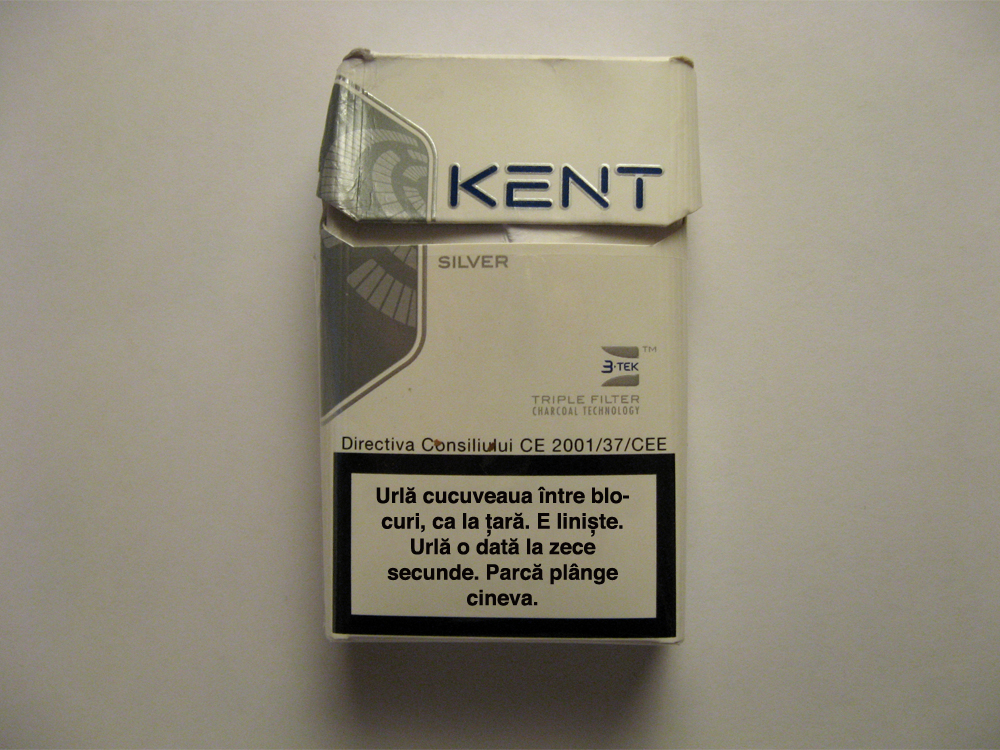 KENT
SILVER
3·TEK ™
TRIPLE FILTER
CHARCOAL TECHNOLOGY
Directiva Consiliului CE 2001/37/CEE
Urlă cucuveaua între blo-
curi, ca la țară. E liniște.
Urlă o dată la zece
secunde. Parcă plânge
cineva.